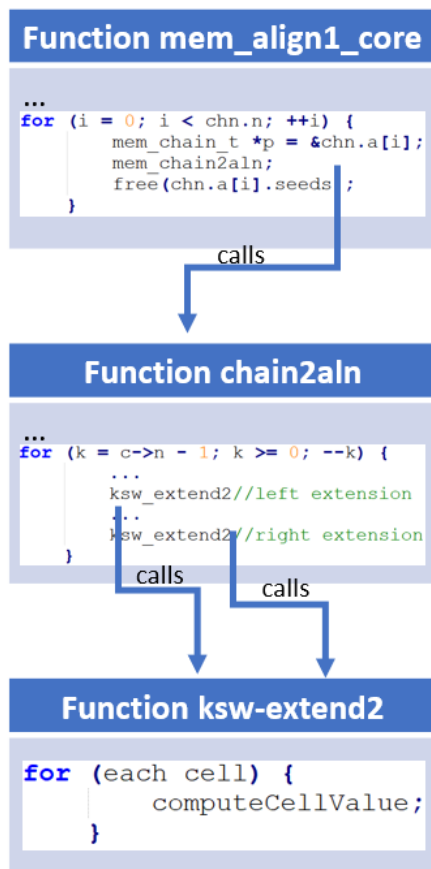 Function mem_align1_core
...
for (i = 0; i < chn.n; ++i) {
mem_chain_t *p = &chn.a[i];
mem_chain2aln;
free(chn.a[i].seeds);
}
calls
Function chain2aln
...
for (k = c->n - 1; k >= 0; --k) {
...
ksw_extend2//left extension
...
ksw_extend2//right extension
}
calls
calls
Function ksw-extend2
for (each cell) {
computeCellValue;
}